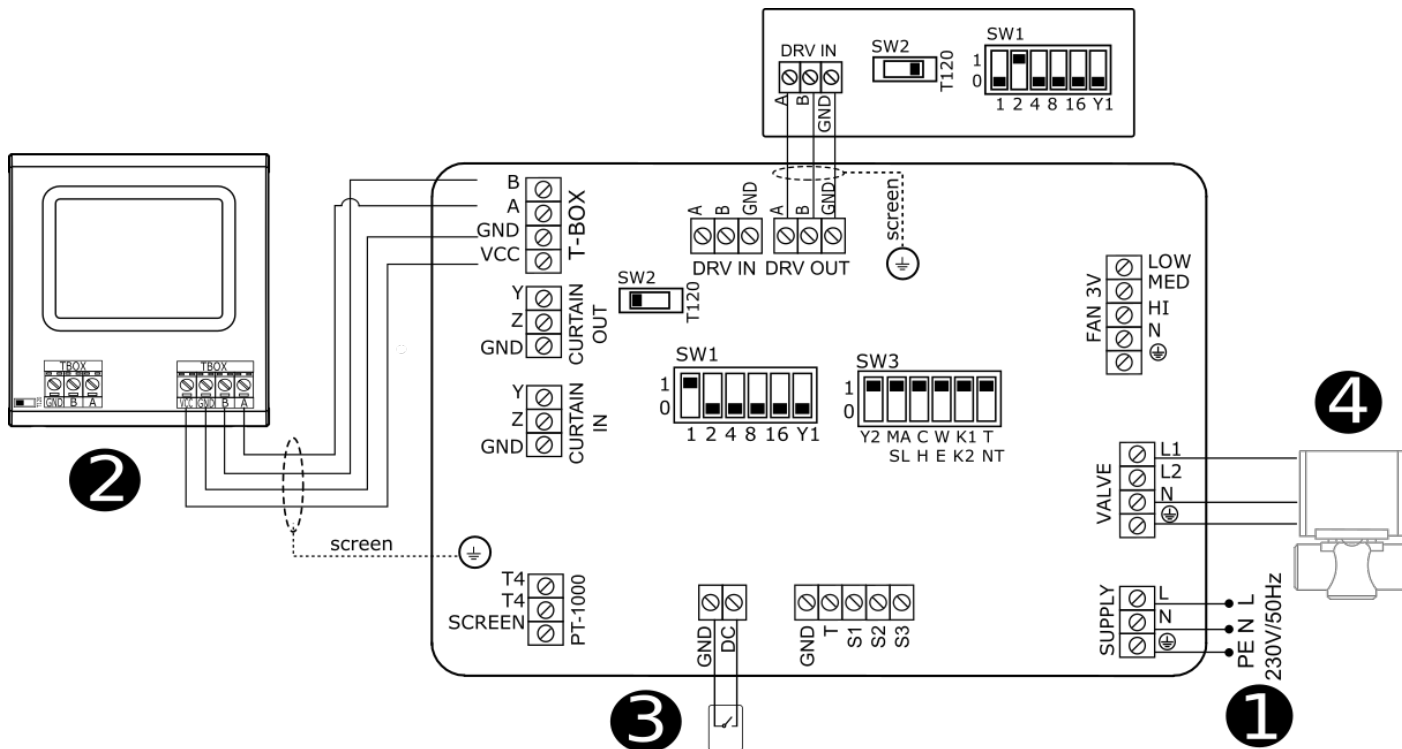 DRV IN
A
B
GND
SW2
T120
SW1
1
0
1 2 4 8 16 Y1
TBOX
GND B A
TBOX
VCC GND B A
2
screen
B
A
GND
VCC
T-BOX
Y
Z
GND
CURTAIN
OUT
Y
Z
GND
CURTAIN
IN
T4
T4
SCREEN
PT-1000
A
B
GND
DRV IN
A
B
GND
DRV OUT
screen
SW2
T120
SW1
1
0
1 2 4 8 16 Y1
SW3
1
0
Y2 MA C W K1 T
SL H E K2 NT
FAN 3V
LOW
MED
HI
N
VALVE
L1
L2
N
4
GND
DC
3
GND
T
S1
S2
S3
SUPPLY
L
N
L
N
PE
230V/50Hz
1